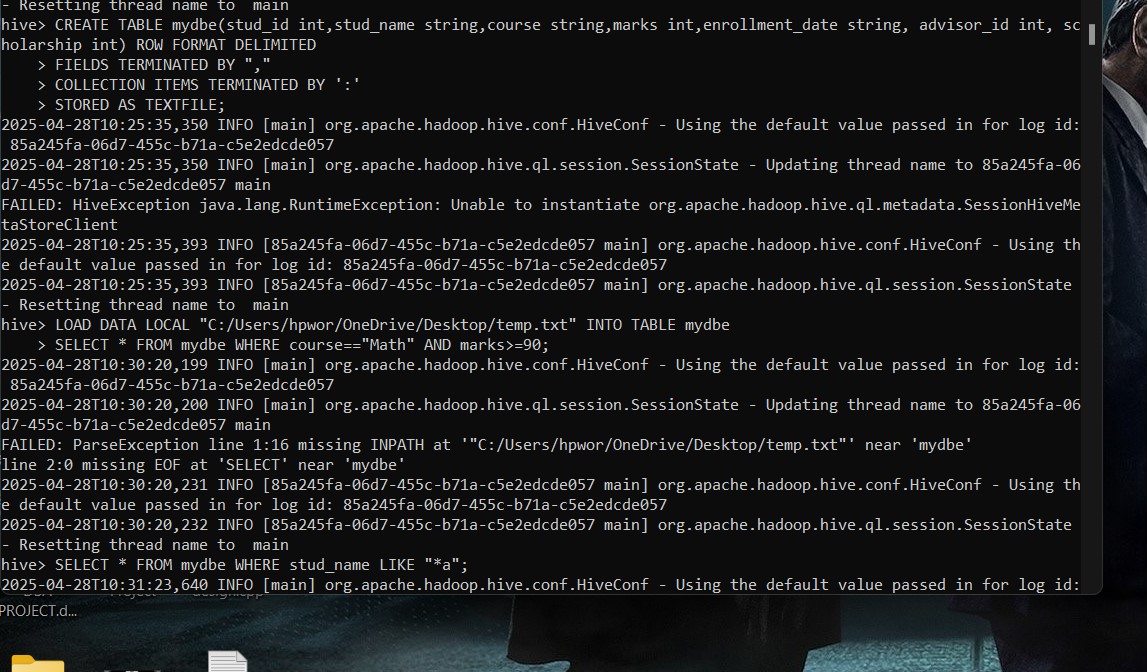 - Resetting thread name to  main
hive> CREATE TABLE mydbe(stud_id int,stud_name string,course string,marks int,enrollment_date string, advisor_id int, sc
holarship int) ROW FORMAT DELIMITED
    > FIELDS TERMINATED BY ","
    > COLLECTION ITEMS TERMINATED BY ':'
    > STORED AS TEXTFILE;
2025-04-28T10:25:35,350 INFO [main] org.apache.hadoop.hive.conf.HiveConf - Using the default value passed in for log id:
 85a245fa-06d7-455c-b71a-c5e2edcde057
2025-04-28T10:25:35,350 INFO [main] org.apache.hadoop.hive.ql.session.SessionState - Updating thread name to 85a245fa-06
d7-455c-b71a-c5e2edcde057 main
FAILED: HiveException java.lang.RuntimeException: Unable to instantiate org.apache.hadoop.hive.ql.metadata.SessionHiveMe
taStoreClient
2025-04-28T10:25:35,393 INFO [85a245fa-06d7-455c-b71a-c5e2edcde057 main] org.apache.hadoop.hive.conf.HiveConf - Using th
e default value passed in for log id: 85a245fa-06d7-455c-b71a-c5e2edcde057
2025-04-28T10:25:35,393 INFO [85a245fa-06d7-455c-b71a-c5e2edcde057 main] org.apache.hadoop.hive.ql.session.SessionState
- Resetting thread name to  main
hive> LOAD DATA LOCAL "C:/Users/hpwor/OneDrive/Desktop/temp.txt" INTO TABLE mydbe
    > SELECT * FROM mydbe WHERE course=="Math" AND marks>=90;
2025-04-28T10:30:20,199 INFO [main] org.apache.hadoop.hive.conf.HiveConf - Using the default value passed in for log id:
 85a245fa-06d7-455c-b71a-c5e2edcde057
2025-04-28T10:30:20,200 INFO [main] org.apache.hadoop.hive.ql.session.SessionState - Updating thread name to 85a245fa-06
d7-455c-b71a-c5e2edcde057 main
FAILED: ParseException line 1:16 missing INPATH at '"C:/Users/hpwor/OneDrive/Desktop/temp.txt"' near 'mydbe'
line 2:0 missing EOF at 'SELECT' near 'mydbe'
2025-04-28T10:30:20,231 INFO [85a245fa-06d7-455c-b71a-c5e2edcde057 main] org.apache.hadoop.hive.conf.HiveConf - Using th
e default value passed in for log id: 85a245fa-06d7-455c-b71a-c5e2edcde057
2025-04-28T10:30:20,232 INFO [85a245fa-06d7-455c-b71a-c5e2edcde057 main] org.apache.hadoop.hive.ql.session.SessionState
- Resetting thread name to  main
hive> SELECT * FROM mydbe WHERE stud_name LIKE "*a";
2025-04-28T10:31:23,640 INFO [main] org.apache.hadoop.hive.conf.HiveConf - Using the default value passed in for log id:
PROJECT.d...